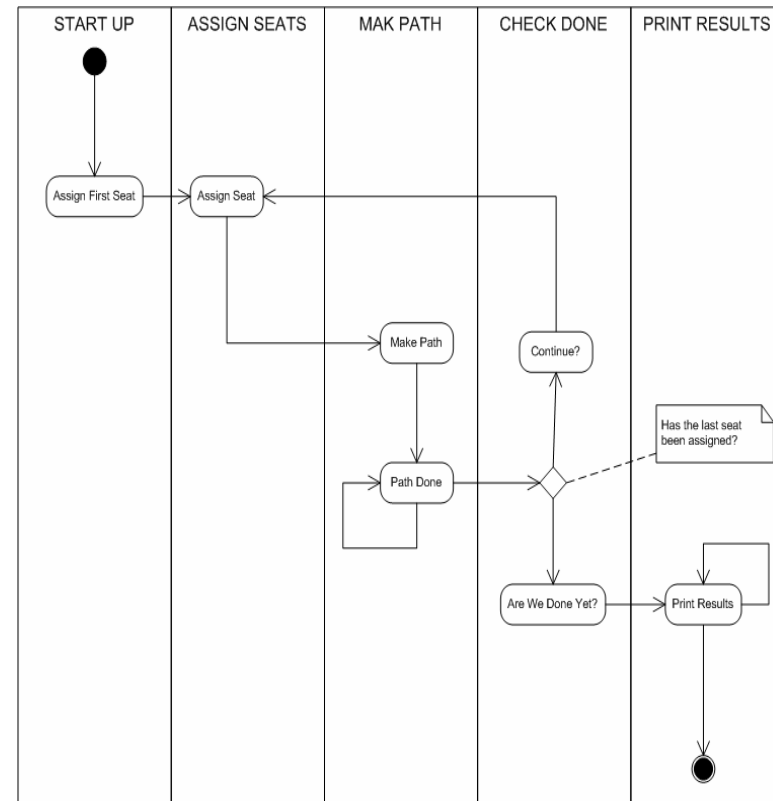 START UP
ASSIGN SEATS
MAK PATH
CHECK DONE
PRINT RESULTS
Assign First Seat
Assign Seat
Make Path
Continue?
Has the last seat
been assigned?
Path Done
Are We Done Yet?
Print Results